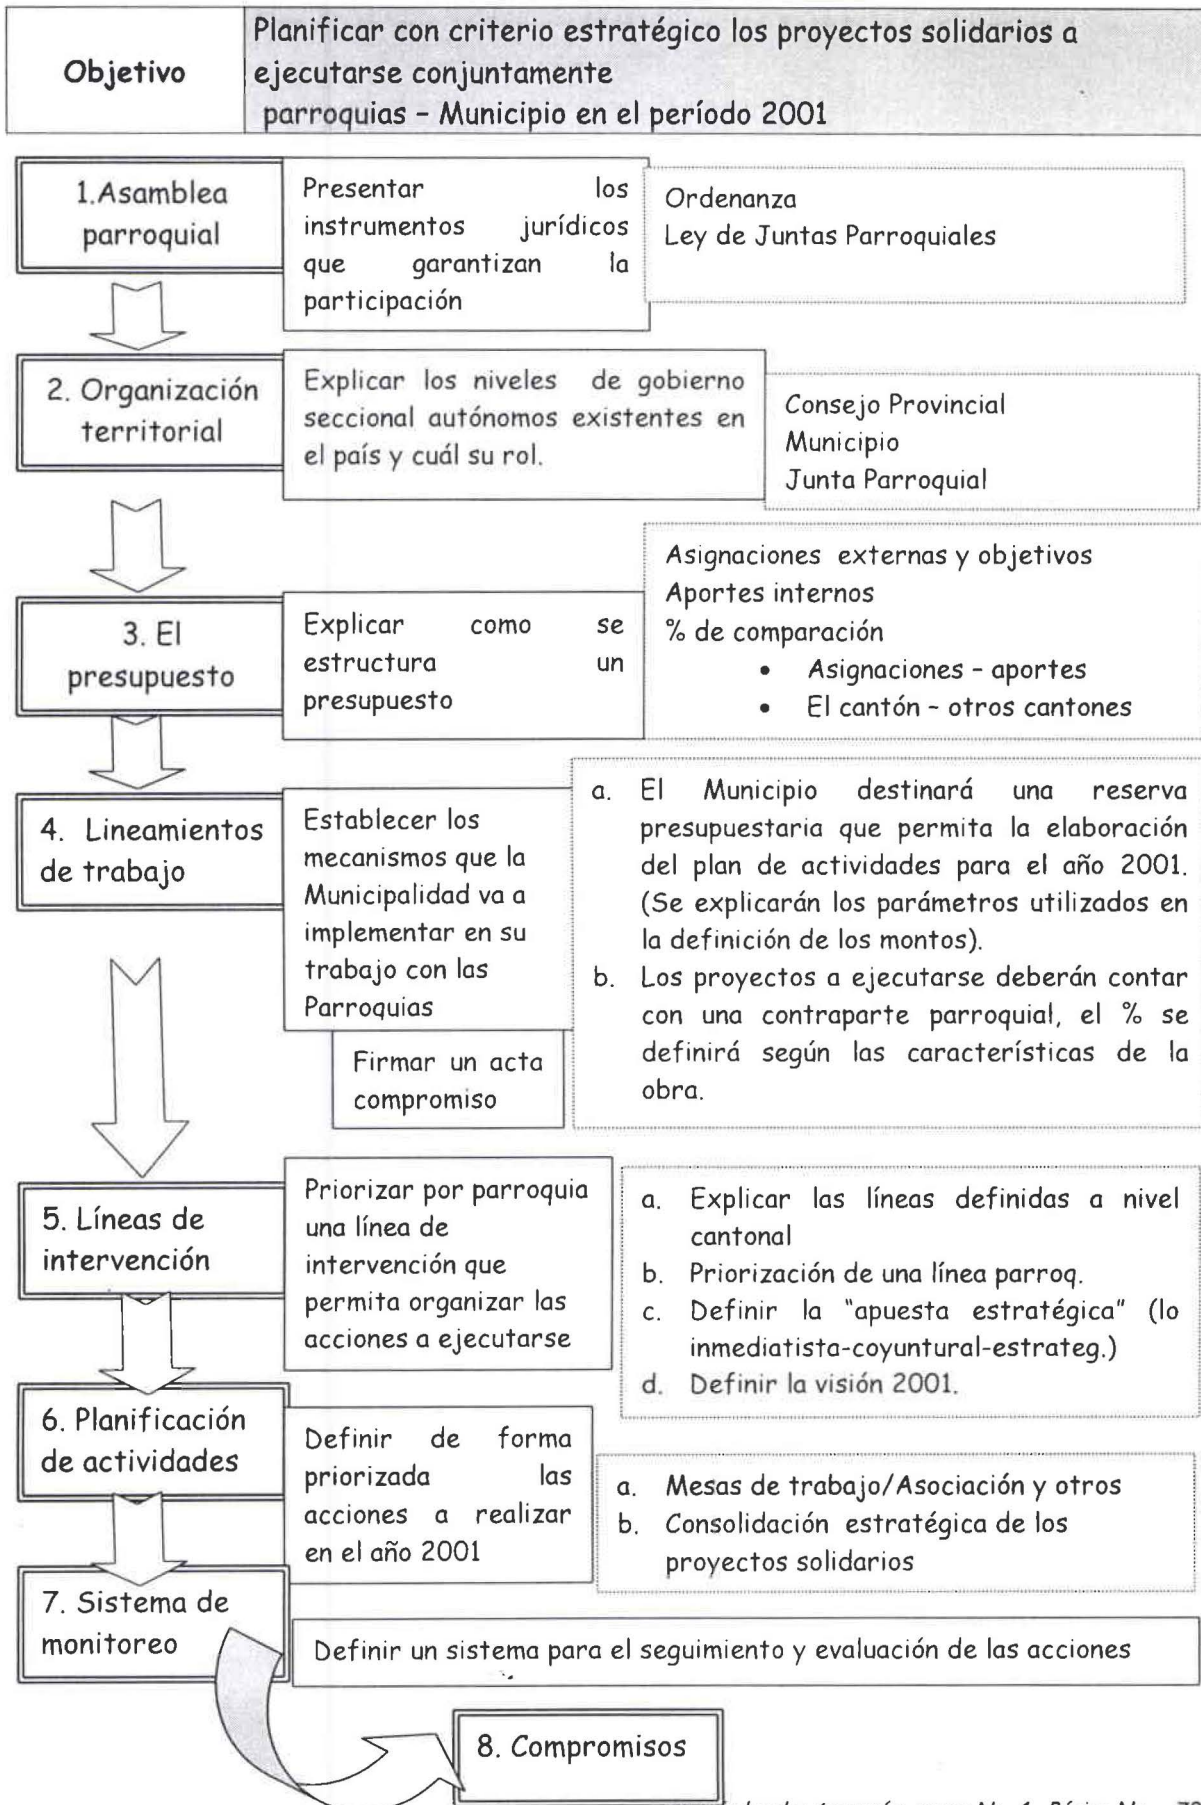 Objetivo
Planificar con criterio estratégico los proyectos solidarios a
ejecutarse conjuntamente
parroquias - Municipio en el período 2001
1.Asamblea
parroquial
Presentar los
instrumentos jurídicos
que garantizan la
participación
Ordenanza
Ley de Juntas Parroquiales
2. Organización
territorial
Explicar los niveles de gobierno
seccional autónomos existentes en
el país y cuál su rol.
Consejo Provincial
Municipio
Junta Parroquial
3. El
presupuesto
Explicar como se
estructura un
presupuesto
Asignaciones externas y objetivos
Aportes internos
% de comparación
• Asignaciones - aportes
• El cantón - otros cantones
4. Lineamientos
de trabajo
Establecer los
mecanismos que la
Municipalidad va a
implementar en su
trabajo con las
Parroquias
Firmar un acta
compromiso
a. El Municipio destinará una reserva
presupuestaria que permita la elaboración
del plan de actividades para el año 2001.
(Se explicarán los parámetros utilizados en
la definición de los montos).
b. Los proyectos a ejecutarse deberán contar
con una contraparte parroquial, el % se
definirá según las características de la
obra.
5. Líneas de
intervención
Priorizar por parroquia
una línea de
intervención que
permita organizar las
acciones a ejecutarse
a. Explicar las líneas definidas a nivel
cantonal
b. Priorización de una línea parroq.
c. Definir la "apuesta estratégica" (lo
inmediatista-coyuntural-estrateg.)
d. Definir la visión 2001.
6. Planificación
de actividades
Definir de forma
priorizada las
acciones a realizar
en el año 2001
a. Mesas de trabajo/Asociación y otros
b. Consolidación estratégica de los
proyectos solidarios
7. Sistema de
monitoreo
Definir un sistema para el seguimiento y evaluación de las acciones
8. Compromisos